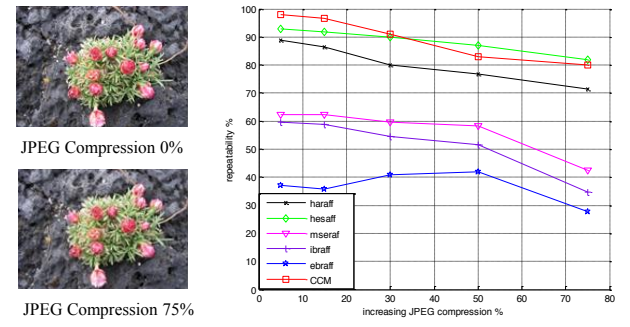 JPEG Compression 0%
JPEG Compression 75%
repeatability %
100
90
80
70
60
50
40
30
20
10
0
haraff
hesaff
mseraf
ibraff
ebraff
CCM
0 10 20 30 40 50 60 70 80
increasing JPEG compression %